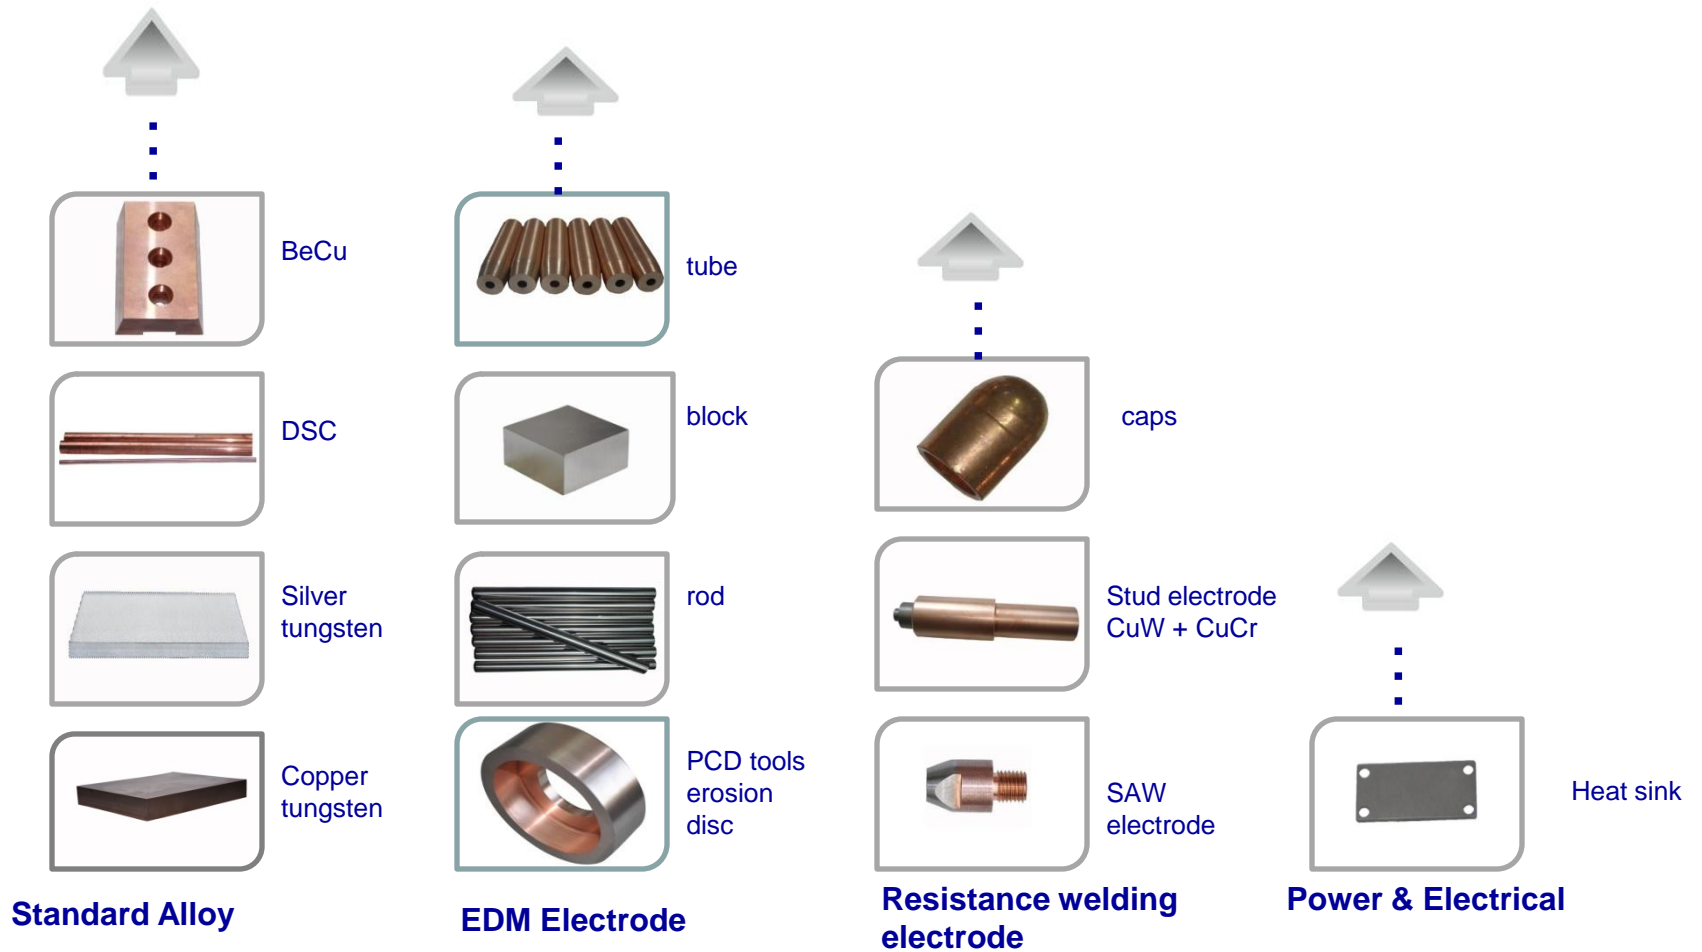 BeCu
DSC
Silver
tungsten
Copper
tungsten
Standard Alloy
tube
block
rod
PCD tools
erosion
disc
EDM Electrode
caps
Stud electrode
CuW + CuCr
SAW
electrode
Resistance welding
electrode
Heat sink
Power & Electrical